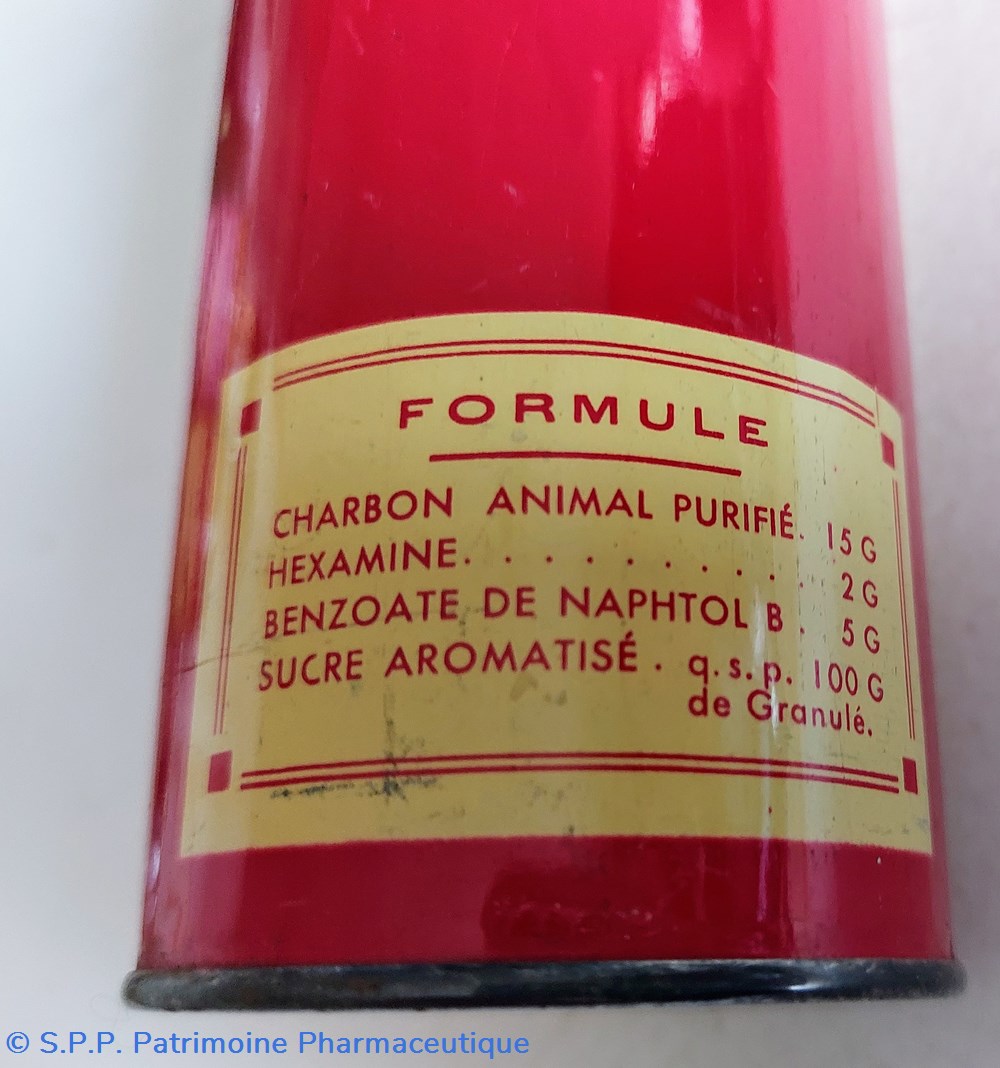 FORMULE
CHARBON ANIMAL PURIFIÉ. 15 G
HEXAMINE. . . . . . . . . . 2 G
BENZOATE DE NAPHTOL B . 5 G
SUCRE AROMATISÉ . q. s. p. 100 G
de Granulé.
© S.P.P. Patrimoine Pharmaceutique